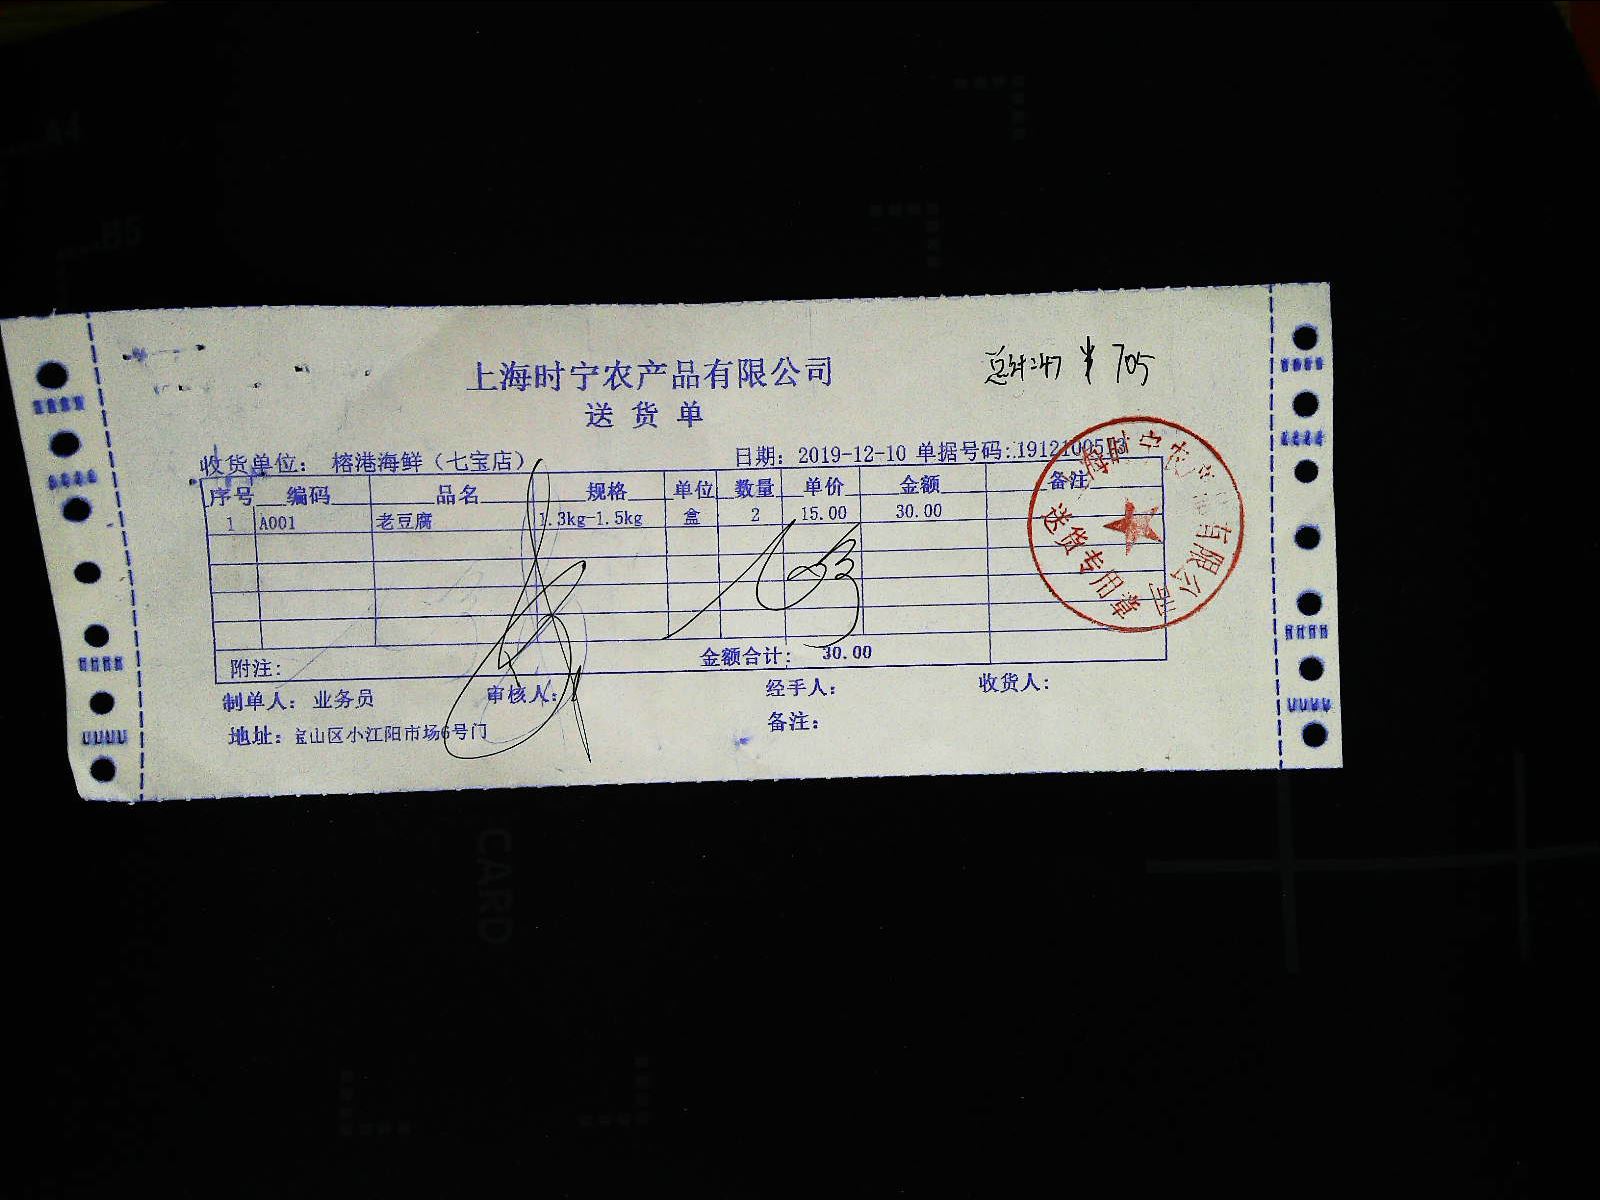 上海时宁农产品有限公司
总计:47 ¥ 705
送货单
收货单位: 榕港海鲜(七宝店) 日期: 2019-12-10 单据号码:
序号 编码 品名 规格 单位 数量 单价 金额 备注
1 A001 老豆腐 1.3kg-1.5kg 盒 2 15.00 30.00
附注: 金额合计: 30.00
制单人: 业务员 审核人: 经手人: 收货人:
地址: 宝山区小江阳市场6号门 备注:
送货专用章
A4
B5
CARD